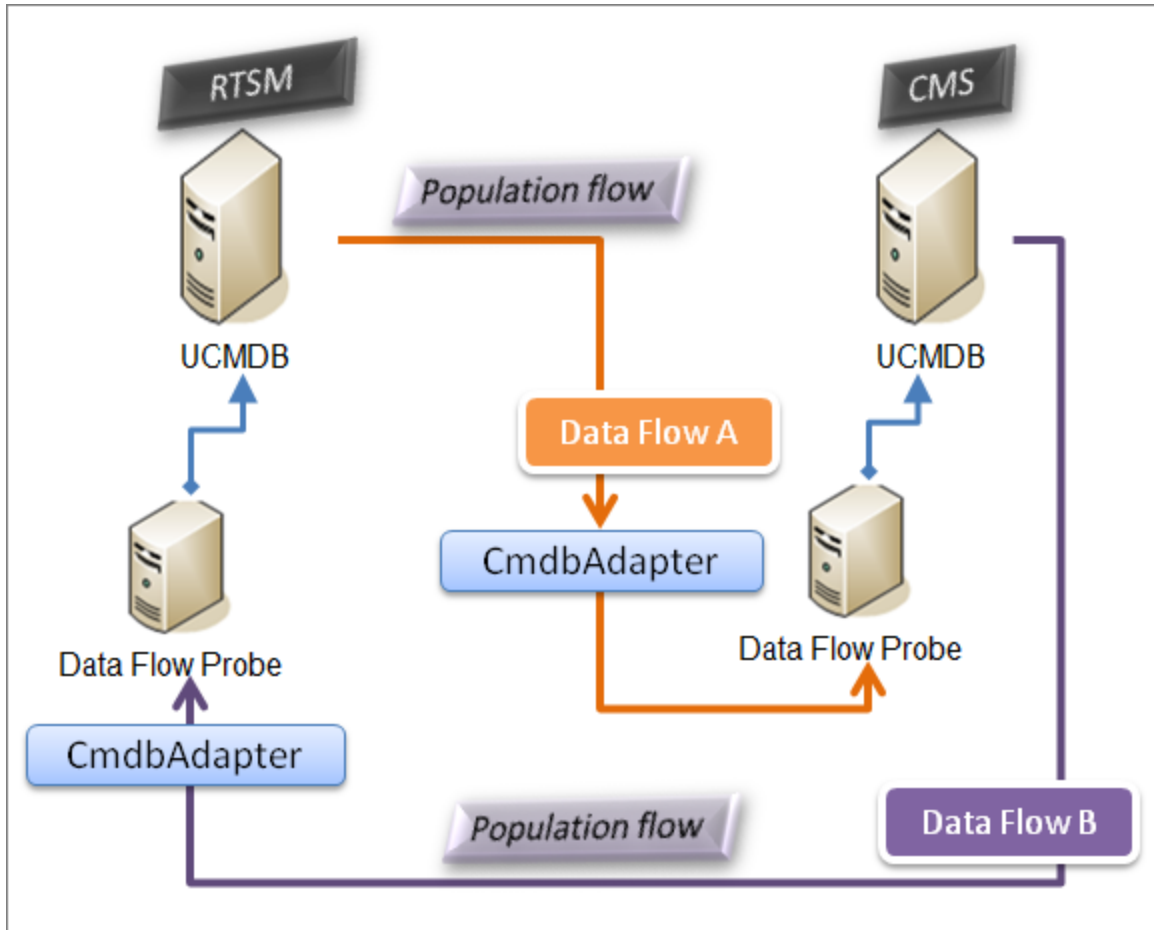 RTSM
CMS
Population flow
UCMDB
UCMDB
Data Flow A
CmdbAdapter
Data Flow Probe
Data Flow Probe
CmdbAdapter
Population flow
Data Flow B